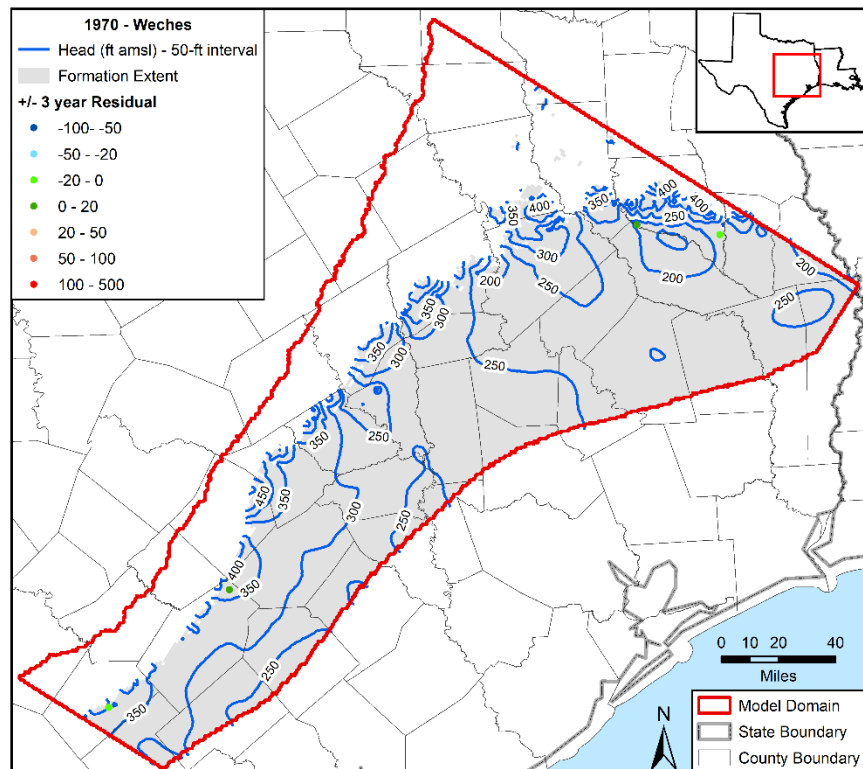 1970 - Weches
Head (ft amsl) - 50-ft interval
Formation Extent
+/- 3 year Residual
-100- -50
-50 - -20
-20 - 0
0 - 20
20 - 50
50 - 100
100 - 500
400
350
400
350
400
250
300
200
250
200
200
250
350
300
350
300
250
250
350
300
450
350
250
400
350
250
350
0 10 20 40
Miles
N
Model Domain
State Boundary
County Boundary